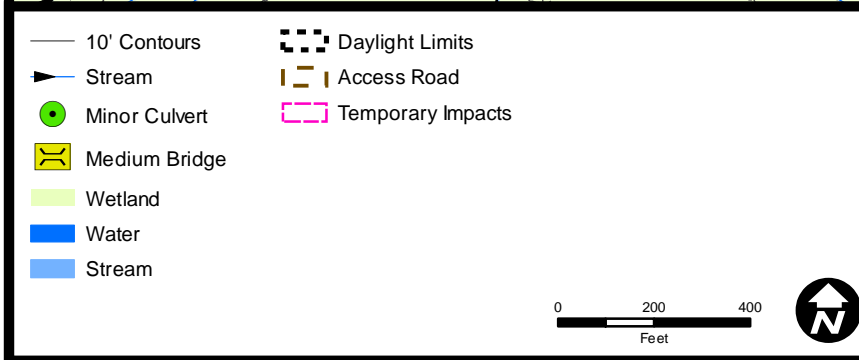 10' Contours
Stream
Minor Culvert
Medium Bridge
Wetland
Water
Stream
Daylight Limits
Access Road
Temporary Impacts
0 200 400
Feet
N